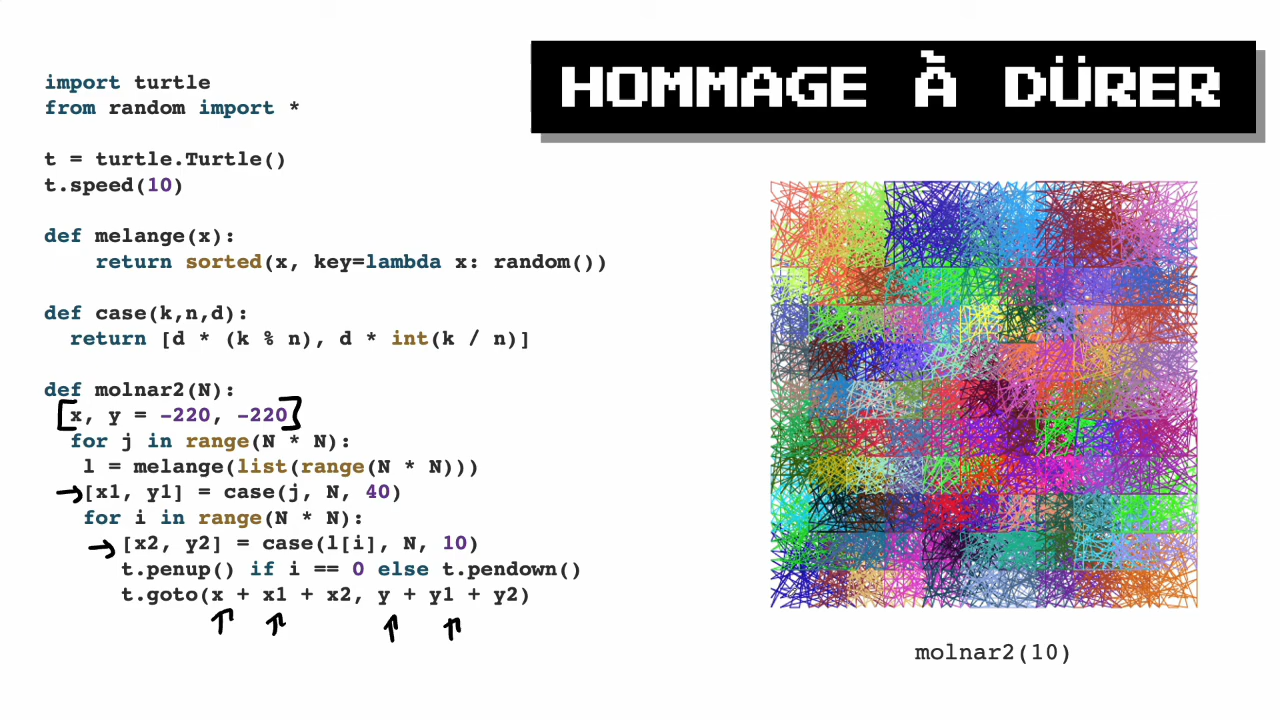 HOMMAGE À DÜRER
import turtle
from random import *
t = turtle.Turtle()
t.speed(10)
def melange(x):
    return sorted(x, key=lambda x: random())
def case(k,n,d):
  return [d * (k % n), d * int(k / n)]
def molnar2(N):
  [x, y = -220, -220]
  for j in range(N * N):
   l = melange(list(range(N * N)))
   [x1, y1] = case(j, N, 40)
   for i in range(N * N):
      [x2, y2] = case(l[i], N, 10)
      t.penup() if i == 0 else t.pendown()
      t.goto(x + x1 + x2, y + y1 + y2)
molnar2(10)